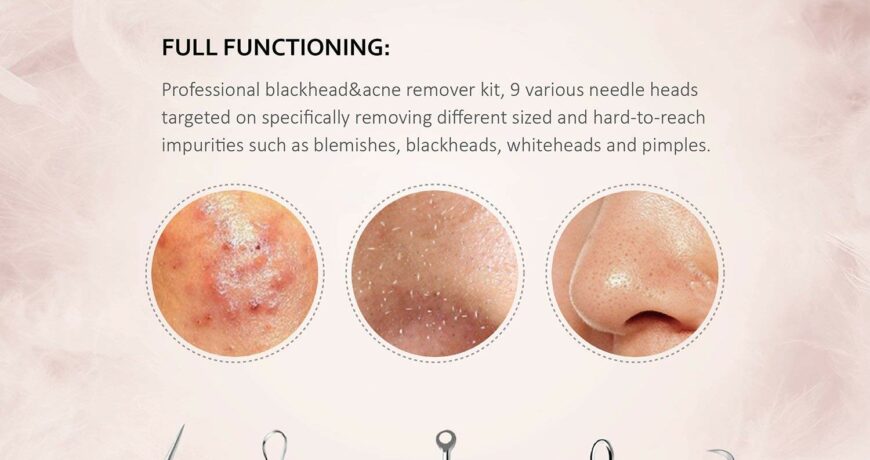 FULL FUNCTIONING:
Professional blackhead&acne remover kit, 9 various needle heads
targeted on specifically removing different sized and hard-to-reach
impurities such as blemishes, blackheads, whiteheads and pimples.